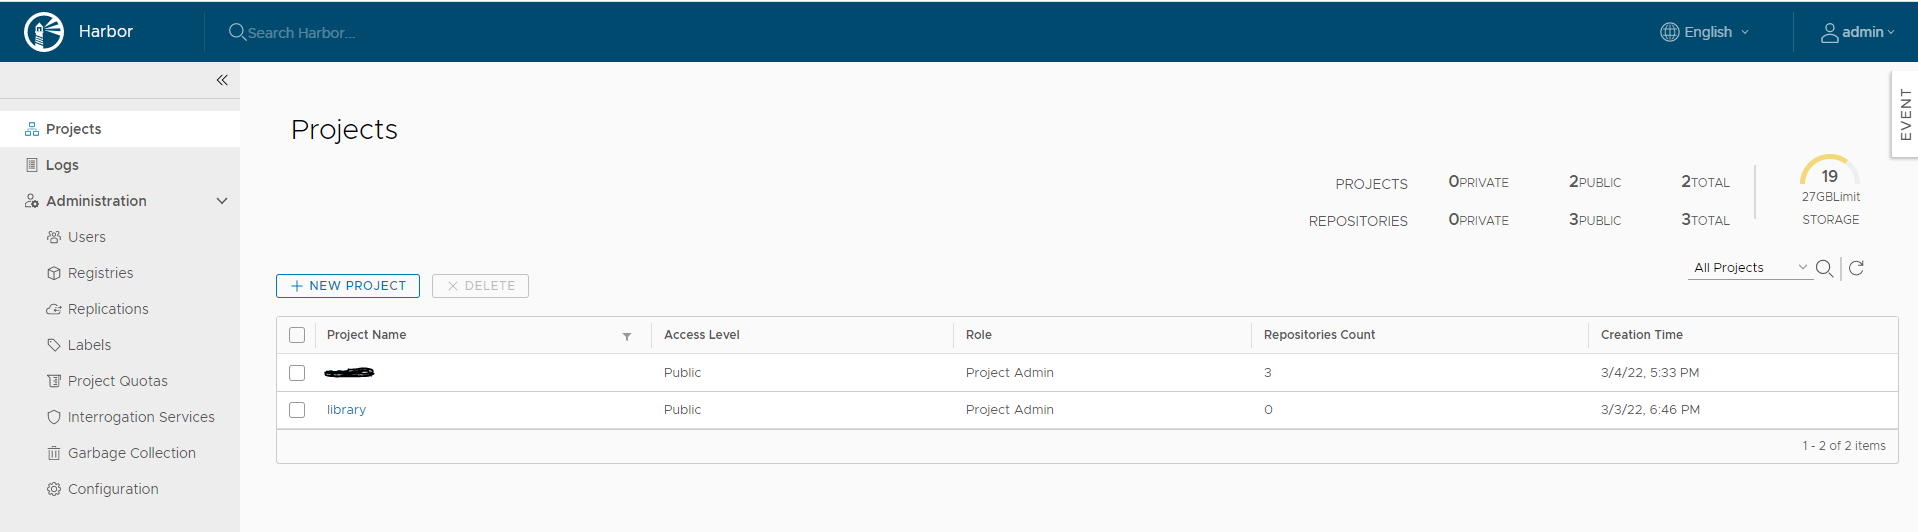 Harbor
Search Harbor...
English
admin
EVENT
Projects
Logs
Administration
Users
Registries
Replications
Labels
Project Quotas
Interrogation Services
Garbage Collection
Configuration
Projects
PROJECTS 0PRIVATE 2PUBLIC 2TOTAL
REPOSITORIES 0PRIVATE 3PUBLIC 3TOTAL
19
27GBLimit
STORAGE
All Projects
NEW PROJECT
DELETE
Project Name Access Level Role Repositories Count Creation Time
Public Project Admin 3 3/4/22, 5:33 PM
library Public Project Admin 0 3/3/22, 6:46 PM
1 - 2 of 2 items